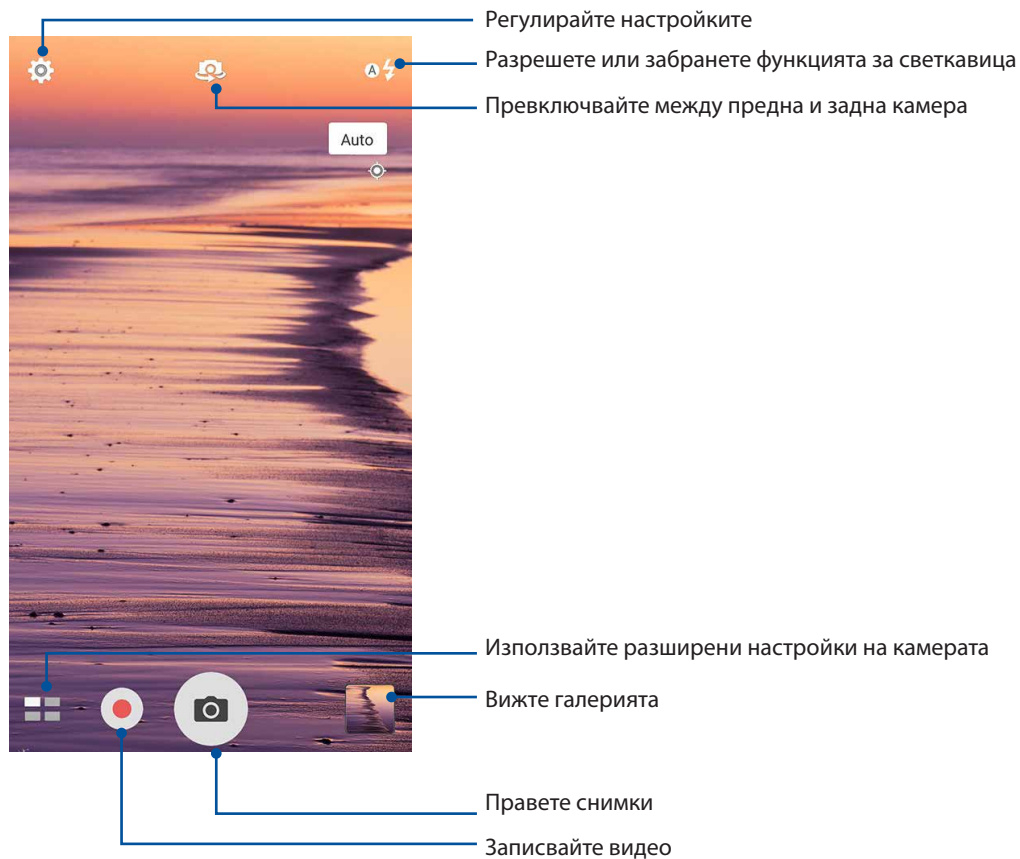 Регулирайте настройките
Разрешете или забранете функцията за светкавица
A
Превключвайте между предна и задна камера
Auto
Използвайте разширени настройки на камерата
Вижте галерията
Правете снимки
Записвайте видео